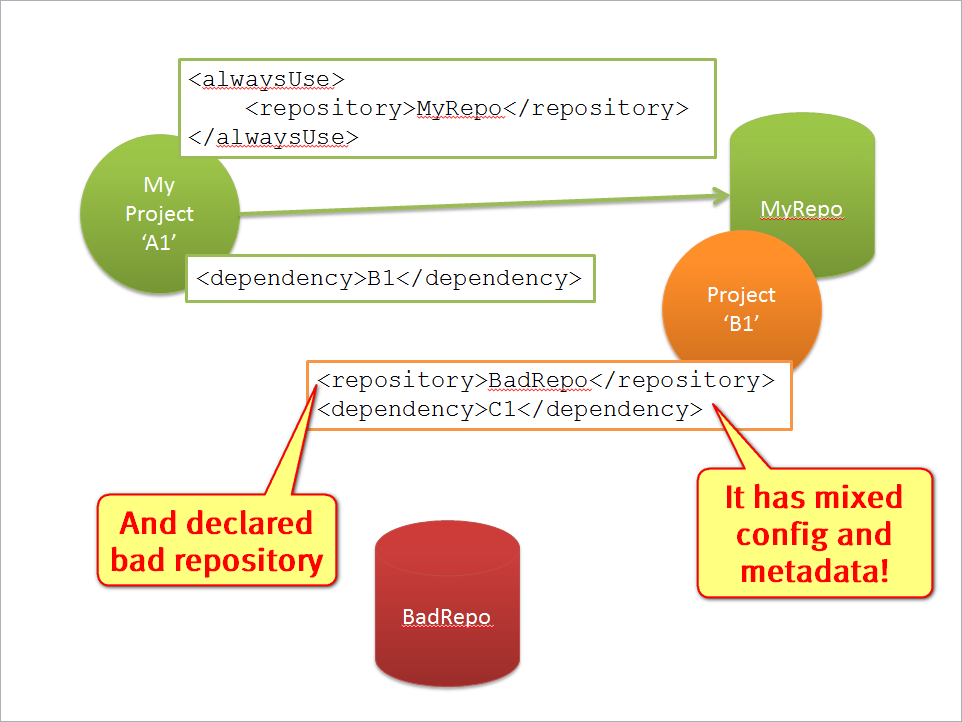 <alwaysUse>
    <repository>MyRepo</repository>
</alwaysUse>
My
Project
‘A1’
MyRepo
<dependency>B1</dependency>
Project
‘B1’
<repository>BadRepo</repository>
<dependency>C1</dependency>
And declared
bad repository
It has mixed
config and
metadata!
BadRepo